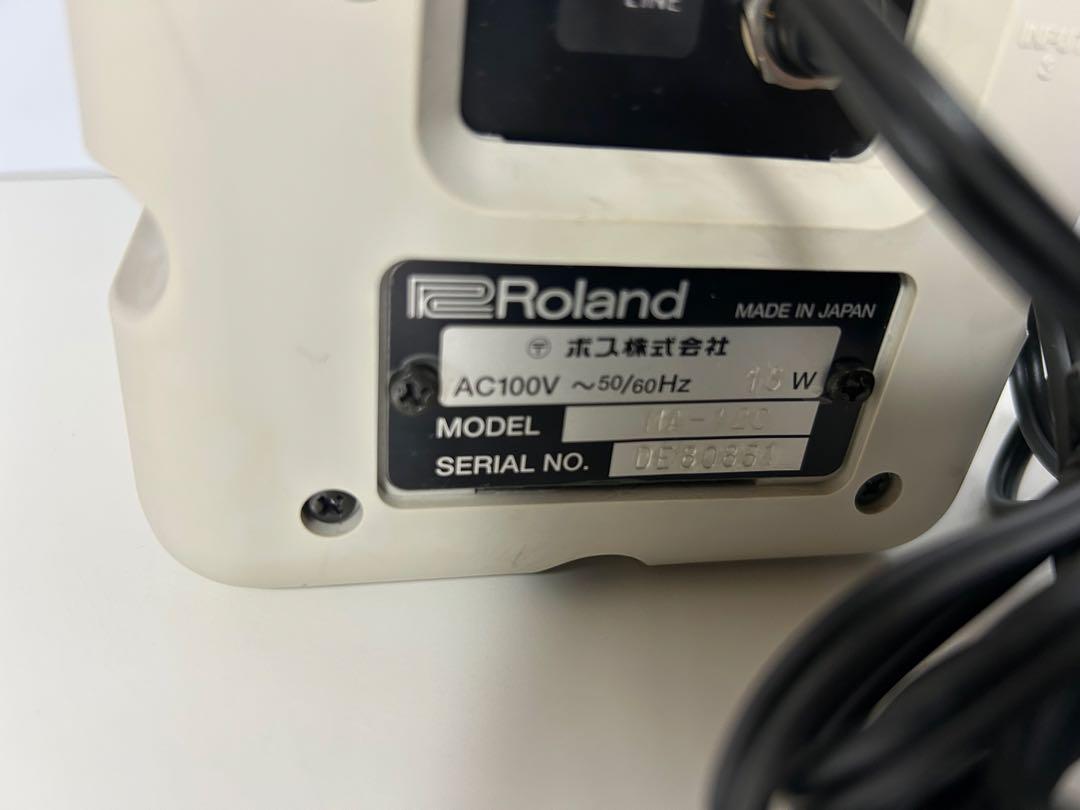 LINE
Roland
MADE IN JAPAN
〒 ボス株式会社
AC100V ～50/60Hz W
MODEL
SERIAL NO.